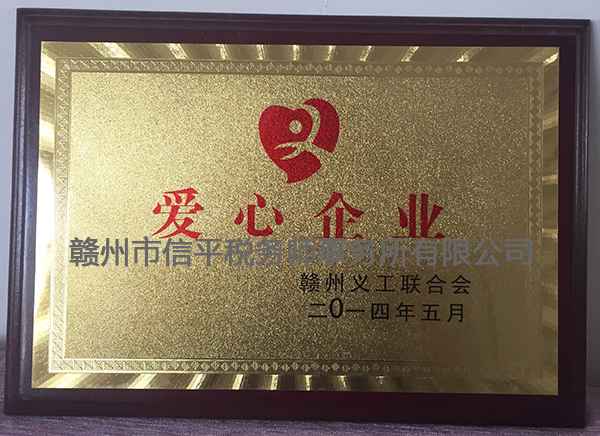 爱心企业
赣州市信平税务师事务所有限公司
赣州义工联合会
二0一四年五月